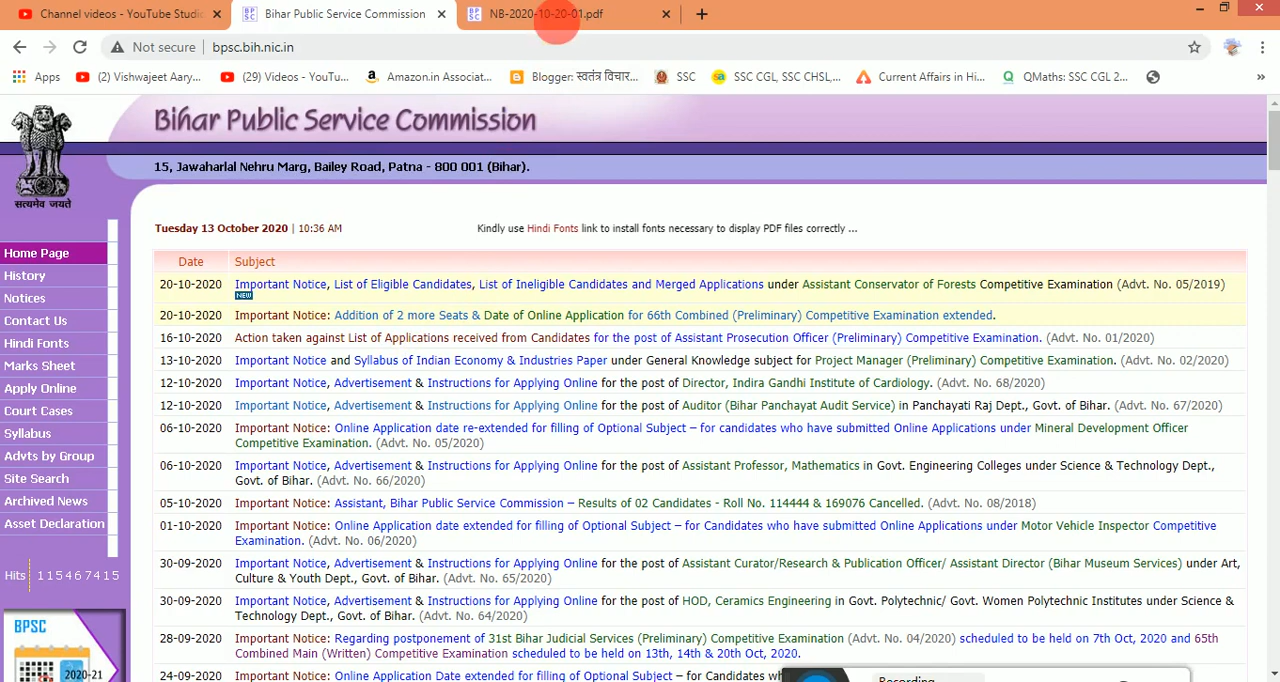 Channel videos - YouTube Studi
Bihar Public Service Commission
NB-2020-10-20-01.pdf
Not secure
bpsc.bih.nic.in
Apps
(2) Vishwajeet Aary...
(29) Videos - YouTu...
Amazon.in Associat...
Blogger: स्वतंत्र विचार...
SSC
SSC CGL, SSC CHSL,...
Current Affairs in Hi...
QMaths: SSC CGL 2...
Bihar Public Service Commission
15, Jawaharlal Nehru Marg, Bailey Road, Patna - 800 001 (Bihar).
सत्यमेव जयते
Tuesday 13 October 2020 | 10:36 AM
Kindly use Hindi Fonts link to install fonts necessary to display PDF files correctly ...
Home Page
History
Notices
Contact Us
Hindi Fonts
Marks Sheet
Apply Online
Court Cases
Syllabus
Advts by Group
Site Search
Archived News
Asset Declaration
Hits 115467415
BPSC
2020-21
Date Subject
20-10-2020 Important Notice, List of Eligible Candidates, List of Ineligible Candidates and Merged Applications under Assistant Conservator of Forests Competitive Examination (Advt. No. 05/2019)
NEW
20-10-2020 Important Notice: Addition of 2 more Seats & Date of Online Application for 66th Combined (Preliminary) Competitive Examination extended.
16-10-2020 Action taken against List of Applications received from Candidates for the post of Assistant Prosecution Officer (Preliminary) Competitive Examination. (Advt. No. 01/2020)
13-10-2020 Important Notice and Syllabus of Indian Economy & Industries Paper under General Knowledge subject for Project Manager (Preliminary) Competitive Examination. (Advt. No. 02/2020)
12-10-2020 Important Notice, Advertisement & Instructions for Applying Online for the post of Director, Indira Gandhi Institute of Cardiology. (Advt. No. 68/2020)
12-10-2020 Important Notice, Advertisement & Instructions for Applying Online for the post of Auditor (Bihar Panchayat Audit Service) in Panchayati Raj Dept., Govt. of Bihar. (Advt. No. 67/2020)
06-10-2020 Important Notice: Online Application date re-extended for filling of Optional Subject – for candidates who have submitted Online Applications under Mineral Development Officer
Competitive Examination. (Advt. No. 05/2020)
06-10-2020 Important Notice, Advertisement & Instructions for Applying Online for the post of Assistant Professor, Mathematics in Govt. Engineering Colleges under Science & Technology Dept.,
Govt. of Bihar. (Advt. No. 66/2020)
05-10-2020 Important Notice: Assistant, Bihar Public Service Commission – Results of 02 Candidates - Roll No. 114444 & 169076 Cancelled. (Advt. No. 08/2018)
01-10-2020 Important Notice: Online Application date extended for filling of Optional Subject – for Candidates who have submitted Online Applications under Motor Vehicle Inspector Competitive
Examination. (Advt. No. 06/2020)
30-09-2020 Important Notice, Advertisement & Instructions for Applying Online for the post of Assistant Curator/Research & Publication Officer/ Assistant Director (Bihar Museum Services) under Art,
Culture & Youth Dept., Govt. of Bihar. (Advt. No. 65/2020)
30-09-2020 Important Notice, Advertisement & Instructions for Applying Online for the post of HOD, Ceramics Engineering in Govt. Polytechnic/ Govt. Women Polytechnic Institutes under Science &
Technology Dept., Govt. of Bihar. (Advt. No. 64/2020)
28-09-2020 Important Notice: Regarding postponement of 31st Bihar Judicial Services (Preliminary) Competitive Examination (Advt. No. 04/2020) scheduled to be held on 7th Oct, 2020 and 65th
Combined Main (Written) Competitive Examination scheduled to be held on 13th, 14th & 20th Oct, 2020.
24-09-2020 Important Notice: Online Application Date extended for filling of Optional Subject – for Candidates wh
Recording